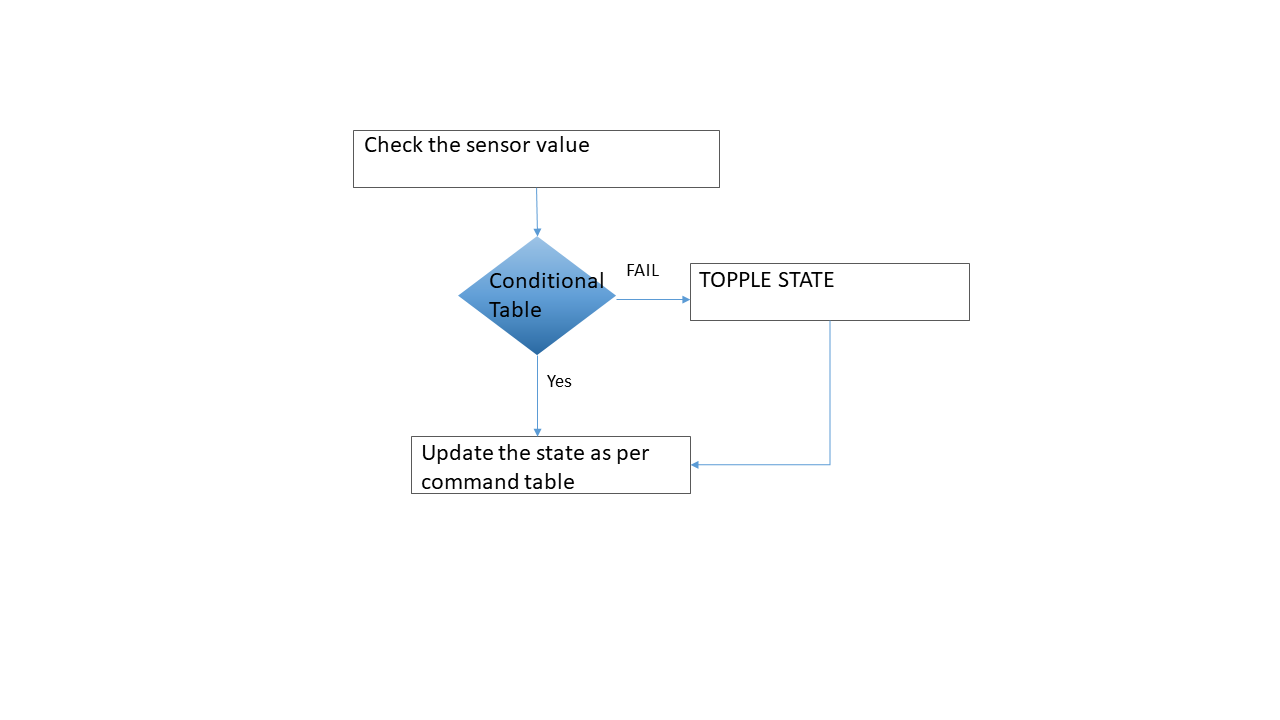 Check the sensor value
Conditional
Table
FAIL
TOPPLE STATE
Yes
Update the state as per
command table